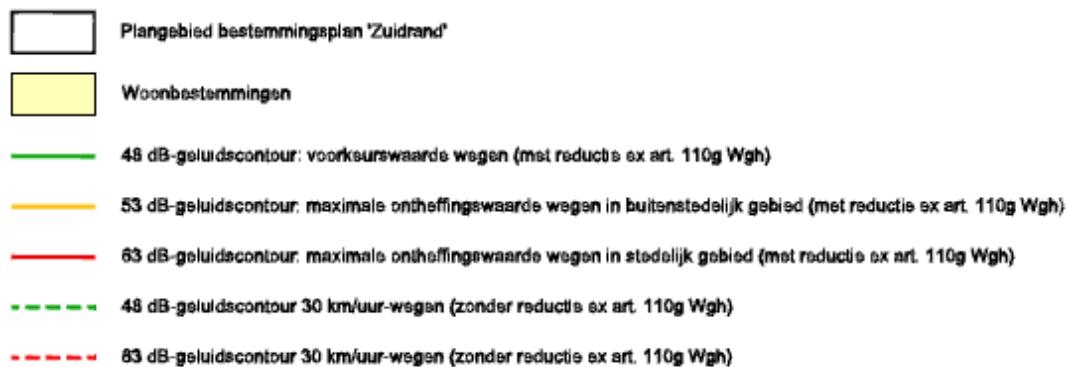 Plangebied bestemmingsplan 'Zuidrand'
Woonbestemmingen
48 dB-geluidscontour: voorkeurswaarde wegen (met reductie ex art. 110g Wgh)
53 dB-geluidscontour: maximale ontheffingswaarde wegen in buitenstedelijk gebied (met reductie ex art. 110g Wgh)
63 dB-geluidscontour: maximale ontheffingswaarde wegen in stedelijk gebied (met reductie ex art. 110g Wgh)
48 dB-geluidscontour 30 km/uur-wegen (zonder reductie ex art. 110g Wgh)
63 dB-geluidscontour 30 km/uur-wegen (zonder reductie ex art. 110g Wgh)